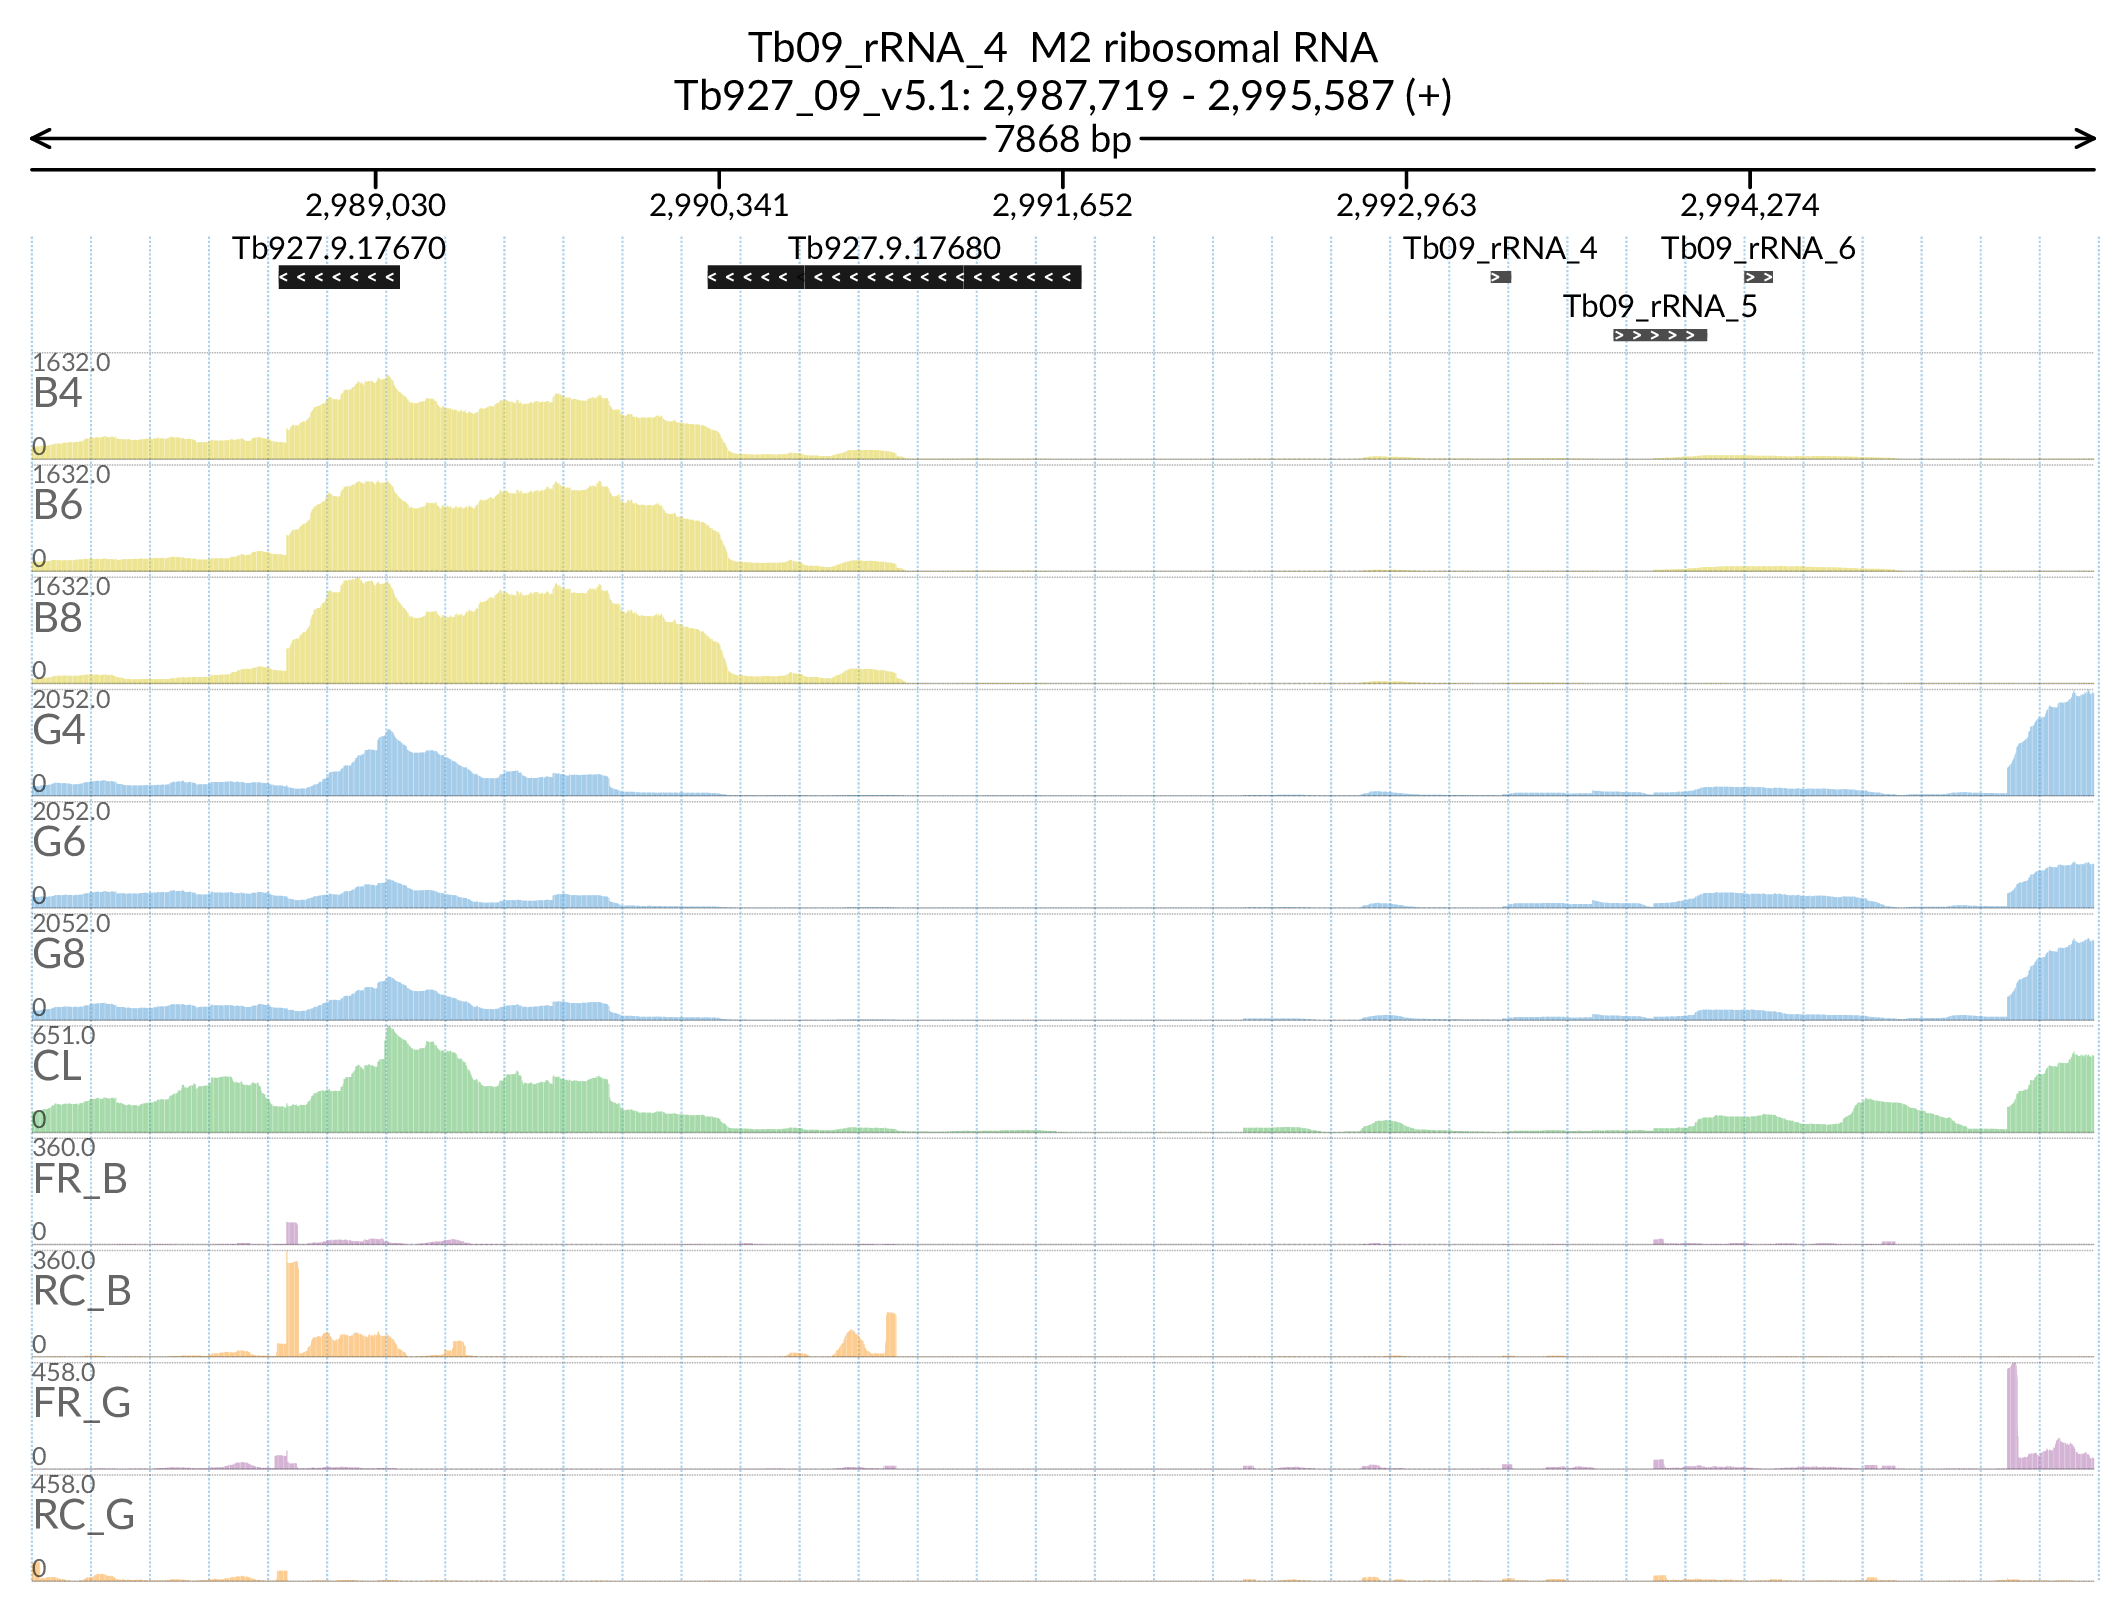 Tb09_rRNA_4  M2 ribosomal RNA
Tb927_09_v5.1: 2,987,719 - 2,995,587 (+)
7868 bp
2,989,030 2,990,341 2,991,652 2,992,963 2,994,274
Tb927.9.17670 Tb927.9.17680 Tb09_rRNA_4 Tb09_rRNA_6
Tb09_rRNA_5
1632.0
B4
0
1632.0
B6
0
1632.0
B8
0
2052.0
G4
0
2052.0
G6
0
2052.0
G8
0
651.0
CL
0
360.0
FR_B
0
360.0
RC_B
0
458.0
FR_G
0
458.0
RC_G
0